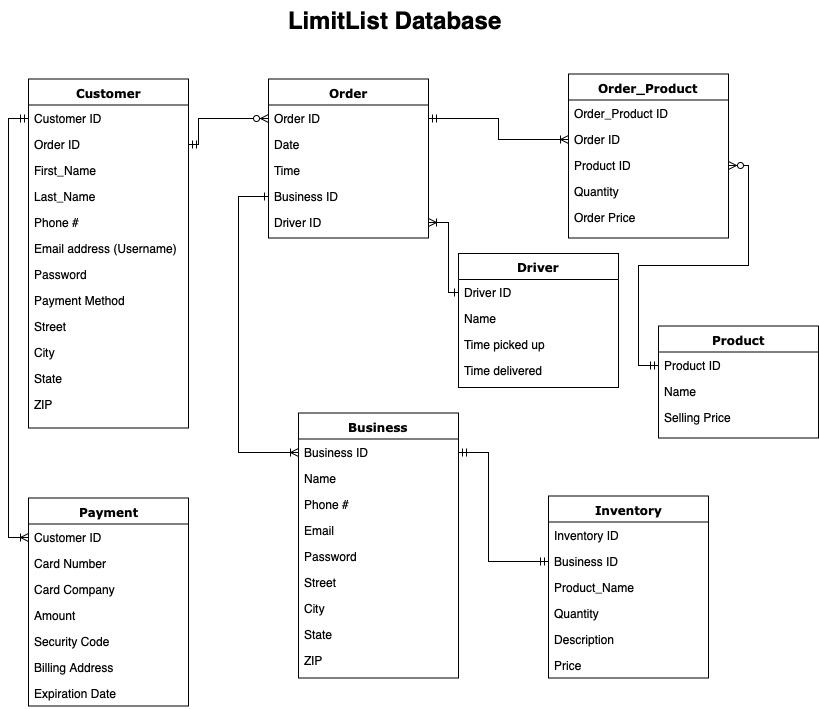 LimitList Database
Customer
Customer ID
Order ID
First_Name
Last_Name
Phone #
Email address (Username)
Password
Payment Method
Street
City
State
ZIP
Order
Order ID
Date
Time
Business ID
Driver ID
Order_Product
Order_Product ID
Order ID
Product ID
Quantity
Order Price
Driver
Driver ID
Name
Time picked up
Time delivered
Product
Product ID
Name
Selling Price
Business
Business ID
Name
Phone #
Email
Password
Street
City
State
ZIP
Payment
Customer ID
Card Number
Card Company
Amount
Security Code
Billing Address
Expiration Date
Inventory
Inventory ID
Business ID
Product_Name
Quantity
Description
Price